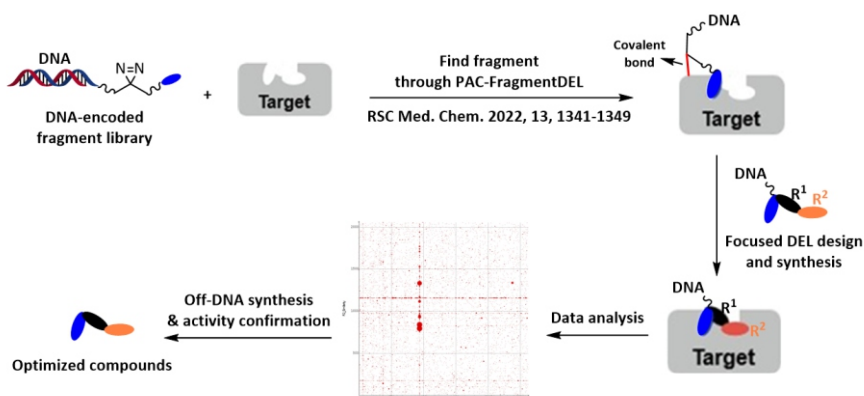 DNA
N=N
DNA-encoded
fragment library
+
Target
Find fragment
through PAC-FragmentDEL
RSC Med. Chem. 2022, 13, 1341-1349
DNA
Covalent
bond
Target
DNA
R¹
R²
Focused DEL design
and synthesis
DNA
R¹
R²
Target
Data analysis
Off-DNA synthesis
& activity confirmation
Optimized compounds